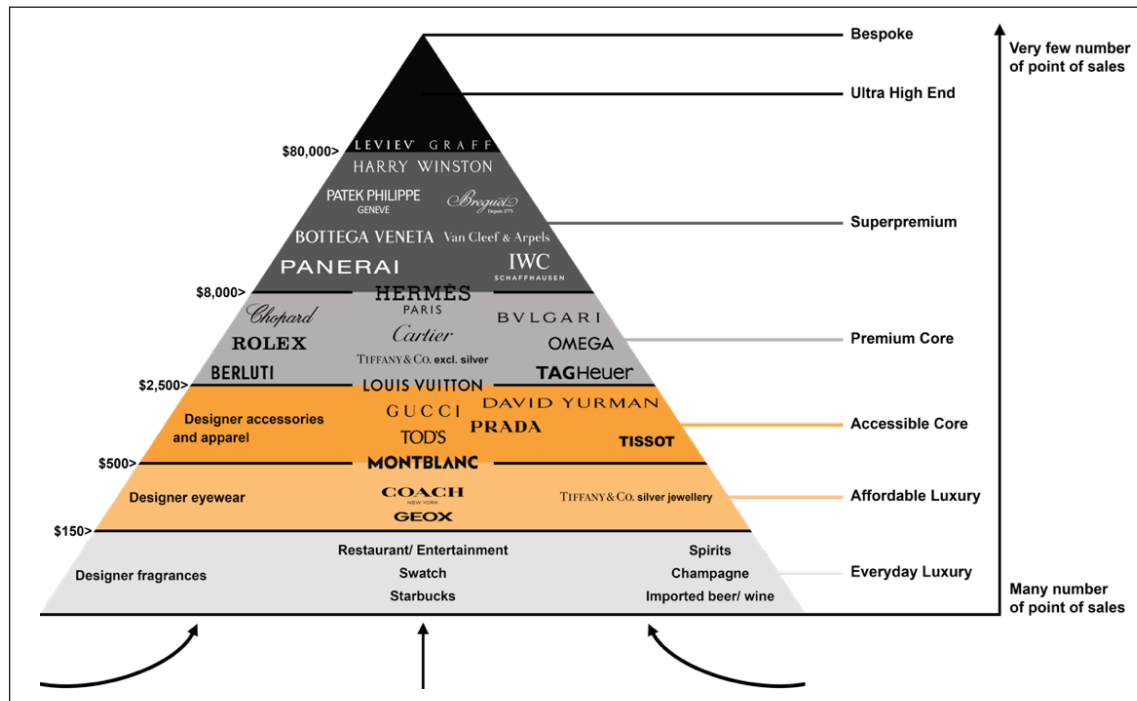 Bespoke
Very few number
of point of sales
Ultra High End
LEVIEV GRAFF
$80,000>
HARRY WINSTON
PATEK PHILIPPE
GENEVE
Breguet
Depuis 1775
Superpremium
BOTTEGA VENETA Van Cleef & Arpels
PANERAI
IWC
SCHAFFHAUSEN
$8,000>
HERMÈS
PARIS
Chopard
BVLGARI
Cartier
ROLEX
OMEGA
Premium Core
TIFFANY & CO. excl. silver
BERLUTI
TAGHeuer
$2,500>
LOUIS VUITTON
Designer accessories
and apparel
GUCCI
DAVID YURMAN
PRADA
TOD'S
TISSOT
Accessible Core
$500>
MONTBLANC
Designer eyewear
COACH
NEW YORK
TIFFANY & CO. silver jewellery
Affordable Luxury
GEOX
$150>
Restaurant/ Entertainment
Spirits
Designer fragrances
Swatch
Champagne
Everyday Luxury
Starbucks
Imported beer/ wine
Many number
of point of sales